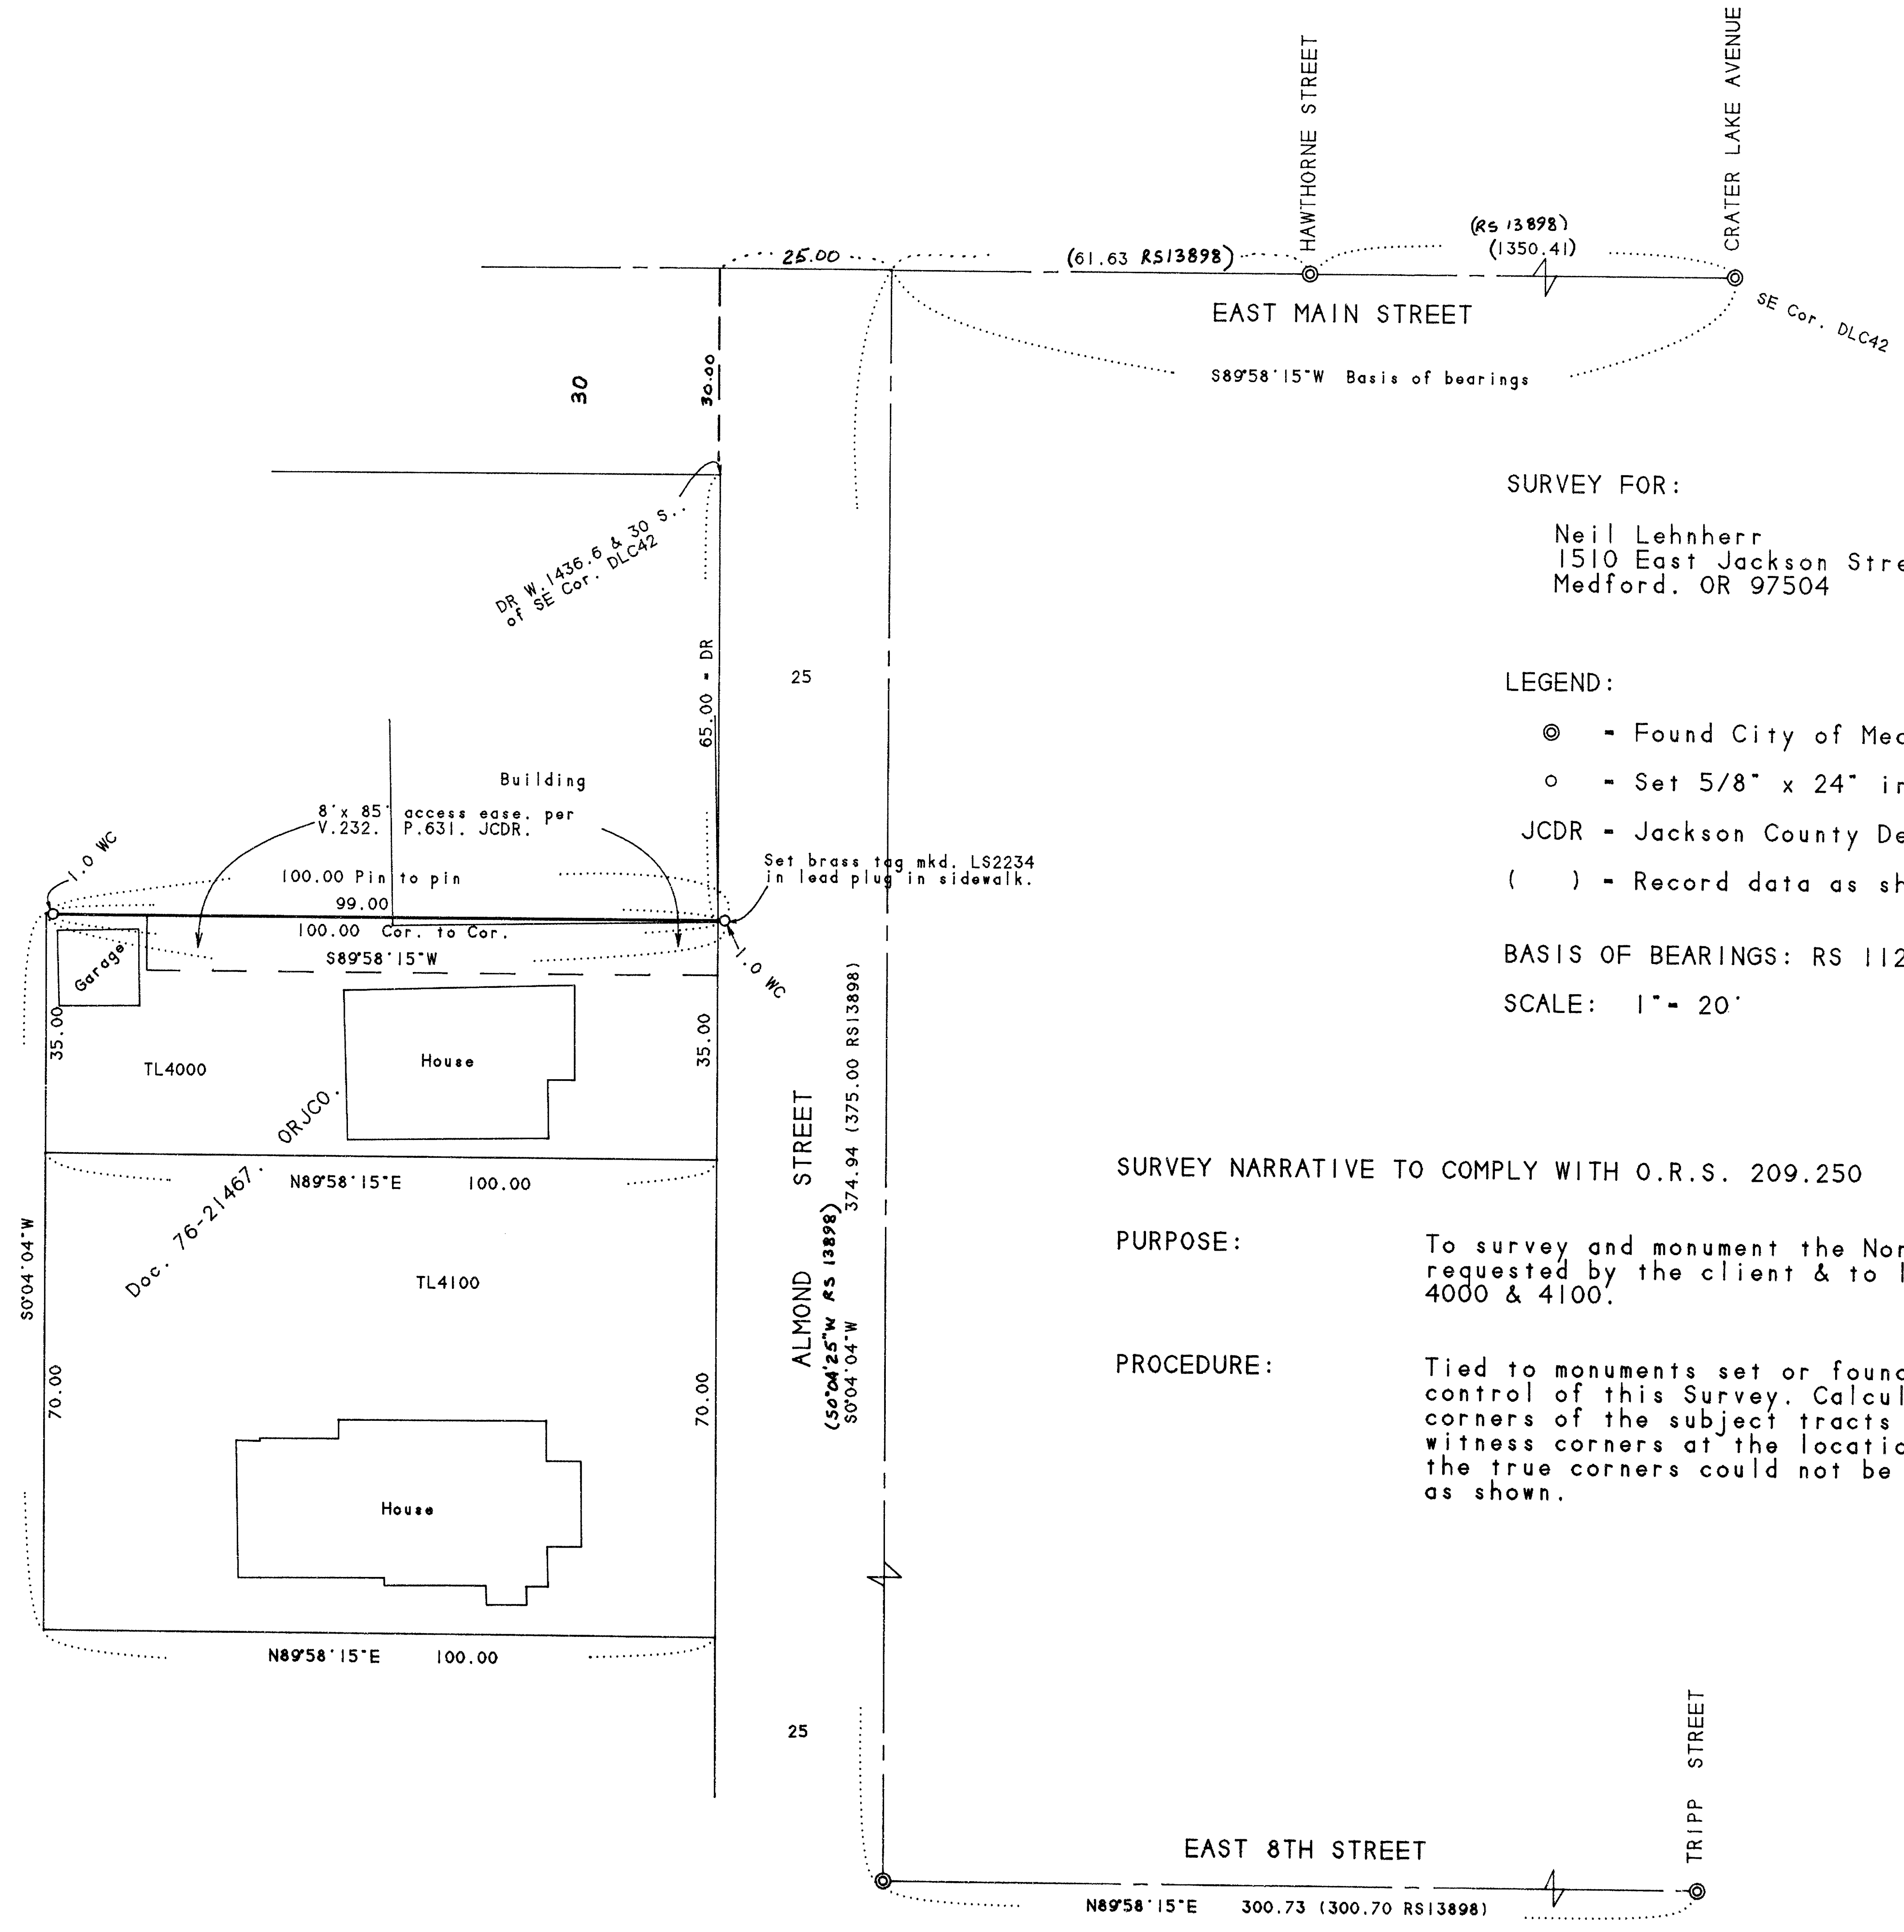 HAWTHORNE STREET
CRATER LAKE AVENUE
25.00
(61.63 RS13898)
(RS 13898)
(1350.41)
EAST MAIN STREET
SE Cor. DLC42
S89°58'15"W Basis of bearings
30
30.00
DR W.1436.6 & 30 S.
of SE Cor. DLC42
65.00 = DR
25
SURVEY FOR:
Neil Lehnherr
1510 East Jackson Stre
Medford. OR 97504
LEGEND:
= Found City of Med
= Set 5/8" x 24" ir
JCDR = Jackson County De
( ) = Record data as sh
BASIS OF BEARINGS: RS 112
SCALE: 1"= 20'
Building
8'x 85' access ease. per
V.232. P.631. JCDR.
1.0 WC
100.00 Pin to pin
99.00
100.00 Cor. to Cor.
S89°58'15"W
Set brass tag mkd. LS2234
in lead plug in sidewalk.
1.0 WC
Garage
35.00
TL4000
House
35.00
Doc. 76-21467. ORJCO.
N89°58'15"E 100.00
S0°04'04"W
TL4100
70.00
70.00
House
N89°58'15"E 100.00
ALMOND STREET
(S0°04'25"W RS 13898)
S0°04'04"W 374.94 (375.00 RS13898)
SURVEY NARRATIVE TO COMPLY WITH O.R.S. 209.250
PURPOSE:
To survey and monument the Nor
requested by the client & to l
4000 & 4100.
PROCEDURE:
Tied to monuments set or found
control of this Survey. Calcul
corners of the subject tracts
witness corners at the locatio
the true corners could not be
as shown.
25
EAST 8TH STREET
TRIPP STREET
N89°58'15"E 300.73 (300.70 RS13898)